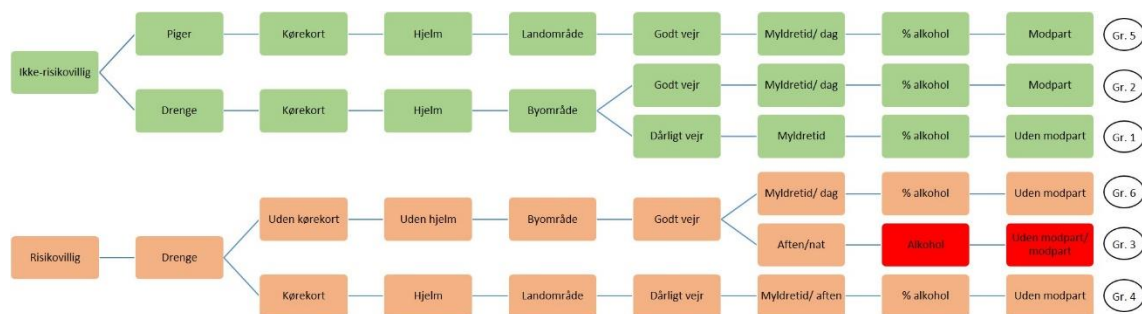 Piger Kørekort Hjelm Landområde Godt vejr Myldretid/ dag % alkohol Modpart Gr. 5
Ikke-risikovillig
Godt vejr Myldretid/ dag % alkohol Modpart Gr. 2
Drenge Kørekort Hjelm Byområde
Dårligt vejr Myldretid % alkohol Uden modpart Gr. 1
Myldretid/ dag % alkohol Uden modpart Gr. 6
Uden kørekort Uden hjelm Byområde Godt vejr
Aften/nat Alkohol Uden modpart/
modpart Gr. 3
Risikovillig Drenge
Kørekort Hjelm Landområde Dårligt vejr Myldretid/ aften % alkohol Uden modpart Gr. 4